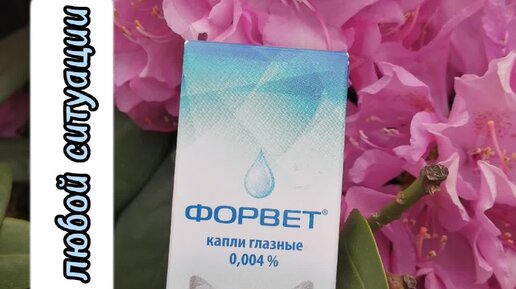 любой ситуации
ФОРВЕТ®
капли глазные
0,004 %